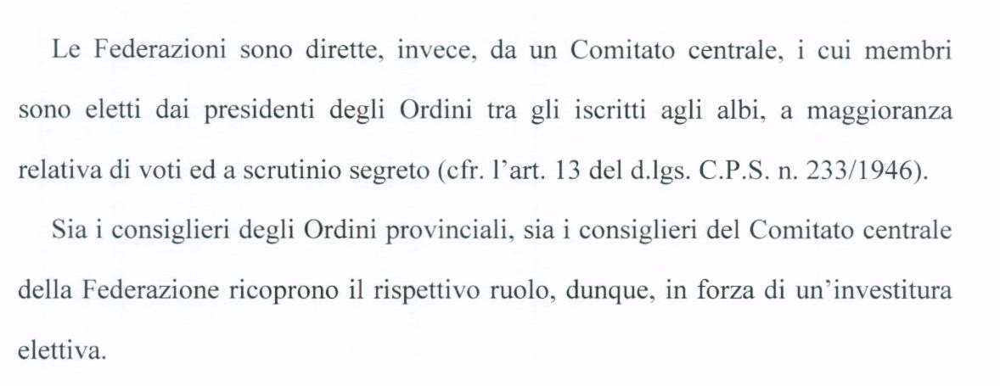 Le Federazioni sono dirette, invece, da un Comitato centrale, i cui membri
sono eletti dai presidenti degli Ordini tra gli iscritti agli albi, a maggioranza
relativa di voti ed a scrutinio segreto (cfr. l'art. 13 del d.lgs. C.P.S. n. 233/1946).
Sia i consiglieri degli Ordini provinciali, sia i consiglieri del Comitato centrale
della Federazione ricoprono il rispettivo ruolo, dunque, in forza di un'investitura
elettiva.